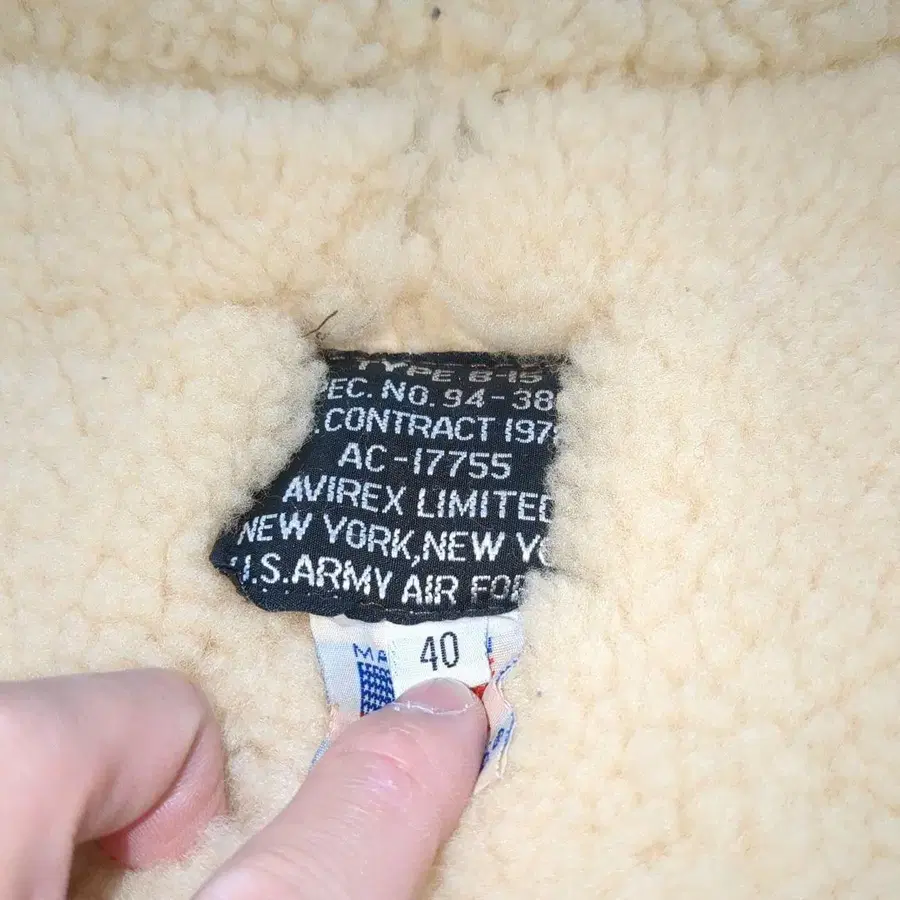 TYPE B-15
PEC. NO. 94-38
.CONTRACT 197
AC-17755
AVIREX LIMITED
NEW YORK, NEW Y
U.S. ARMY AIR FOR
40
MA